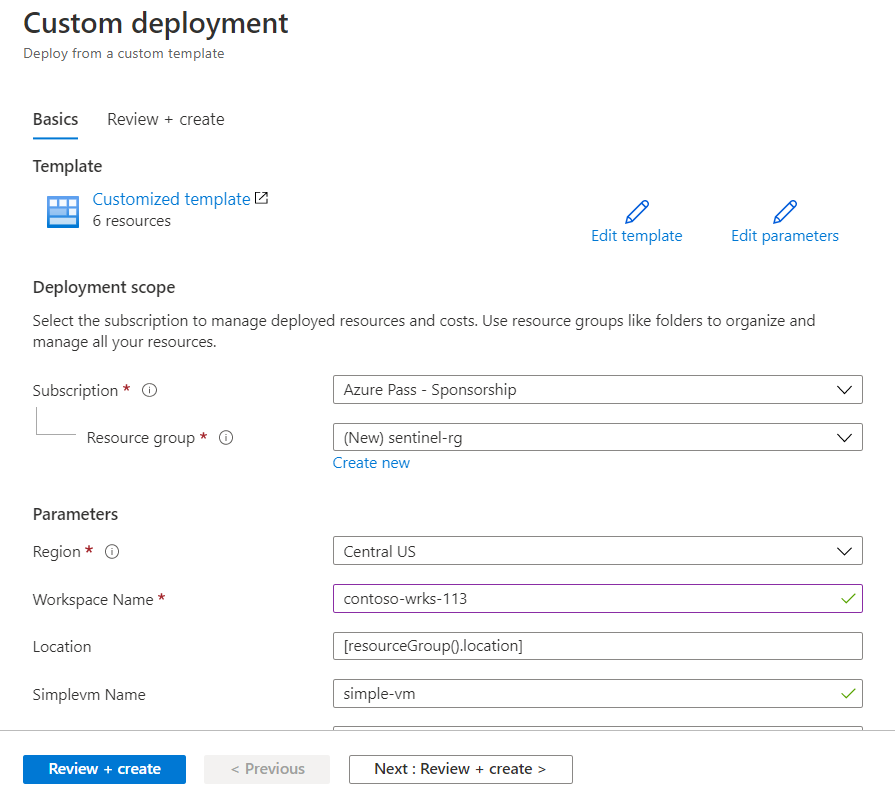 Custom deployment
Deploy from a custom template
Basics
Review + create
Template
Customized template
6 resources
Edit template
Edit parameters
Deployment scope
Select the subscription to manage deployed resources and costs. Use resource groups like folders to organize and
manage all your resources.
Subscription *
Azure Pass - Sponsorship
Resource group *
(New) sentinel-rg
Create new
Parameters
Region *
Central US
Workspace Name *
contoso-wrks-113
Location
[resourceGroup().location]
Simplevm Name
simple-vm
Review + create
< Previous
Next : Review + create >